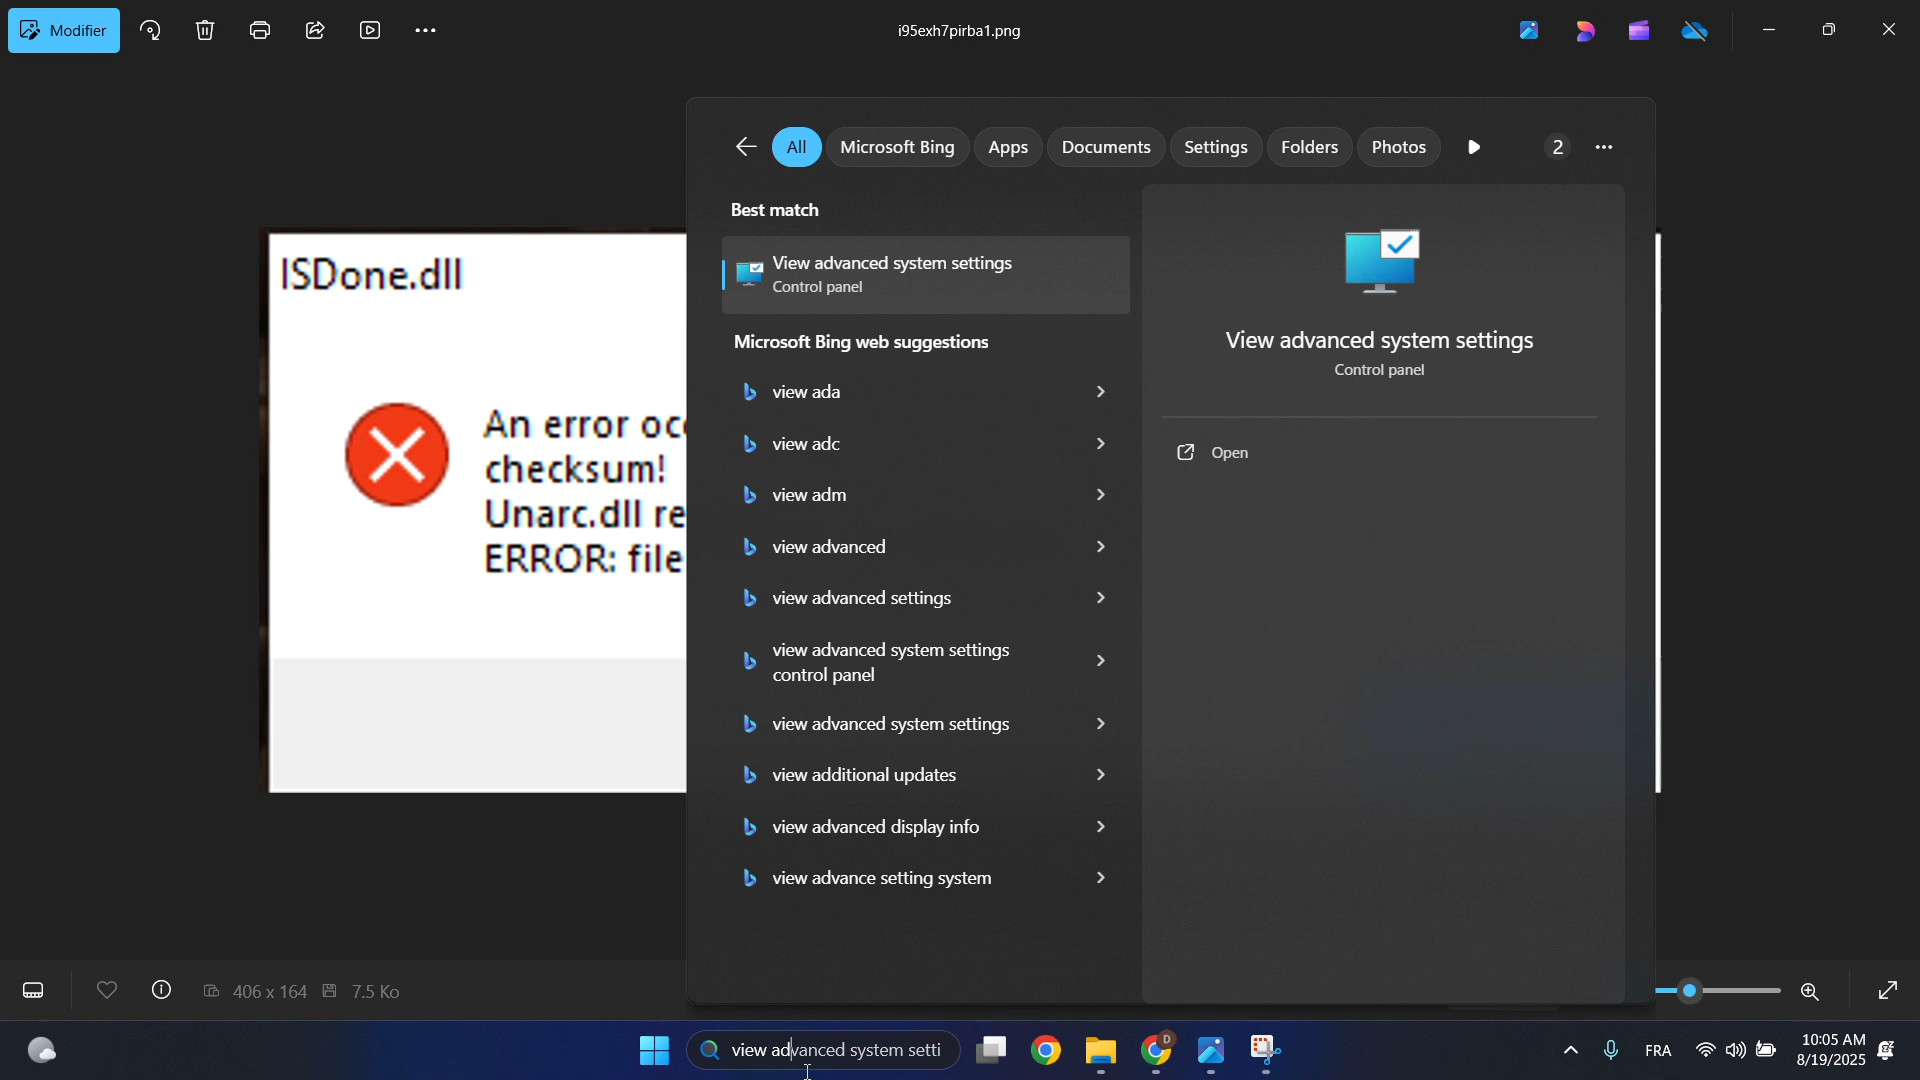 Modifier
i95exh7pirba1.png
All
Microsoft Bing
Apps
Documents
Settings
Folders
Photos
2
Best match
View advanced system settings
Control panel
Microsoft Bing web suggestions
view ada
view adc
view adm
view advanced
view advanced settings
view advanced system settings
control panel
view advanced system settings
view additional updates
view advanced display info
view advance setting system
View advanced system settings
Control panel
Open
ISDone.dll
An error occ
checksum!
Unarc.dll re
ERROR: file
406 x 164
7.5 Ko
view advanced system setti
D
FRA
10:05 AM
8/19/2025